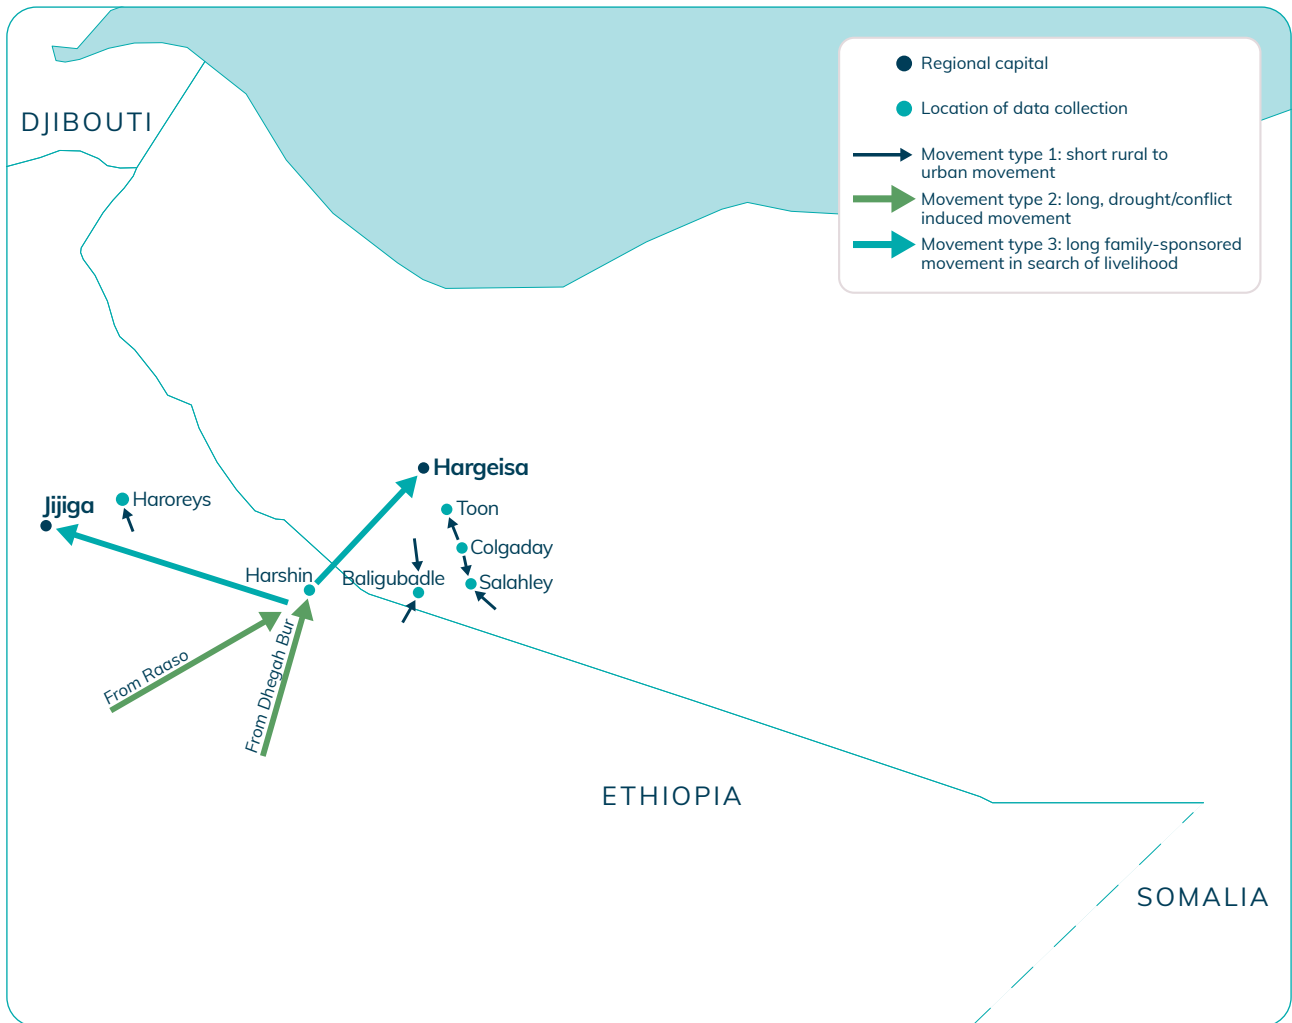 DJIBOUTI
Regional capital
Location of data collection
Movement type 1: short rural to
urban movement
Movement type 2: long, drought/conflict
induced movement
Movement type 3: long family-sponsored
movement in search of livelihood
Hargeisa
Jijiga
Haroreys
Toon
Colgaday
Harshin
Baligubadle
Salahley
From Raaso
From Dhegah Bur
ETHIOPIA
SOMALIA